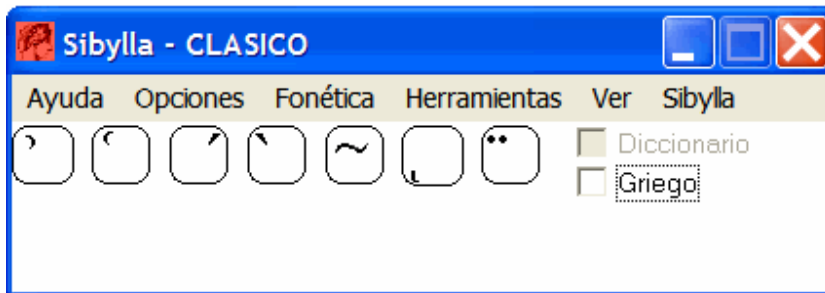 Sibylla - CLASICO
Ayuda Opciones Fonética Herramientas Ver Sibylla
Diccionario
Griego